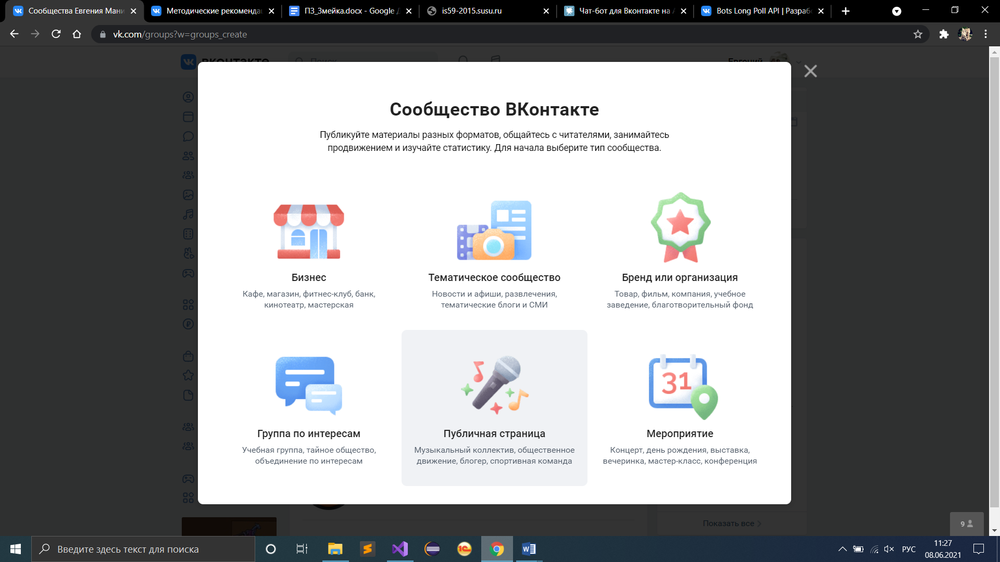 Сообщества Евгения Мани
Методические рекоменда
ПЗ_Змейка.docx - Google Д
is59-2015.susu.ru
Чат-бот для Вконтакте на
Bots Long Poll API | Разраб
vk.com/groups?w=groups_create
вконтакте
Поиск
Евгений
Сообщество ВКонтакте
Публикуйте материалы разных форматов, общайтесь с читателями, занимайтесь
продвижением и изучайте статистику. Для начала выберите тип сообщества.
Бизнес
Кафе, магазин, фитнес-клуб, банк,
кинотеатр, мастерская
Тематическое сообщество
Новости и афиши, развлечения,
тематические блоги и СМИ
Бренд или организация
Товар, фильм, компания, учебное
заведение, благотворительный фонд
Группа по интересам
Учебная группа, тайное общество,
объединение по интересам
Публичная страница
Музыкальный коллектив, общественное
движение, блогер, спортивная команда
31
Мероприятие
Концерт, день рождения, выставка,
вечеринка, мастер-класс, конференция
Показать все
9
Введите здесь текст для поиска
РУС
11:27
08.06.2021